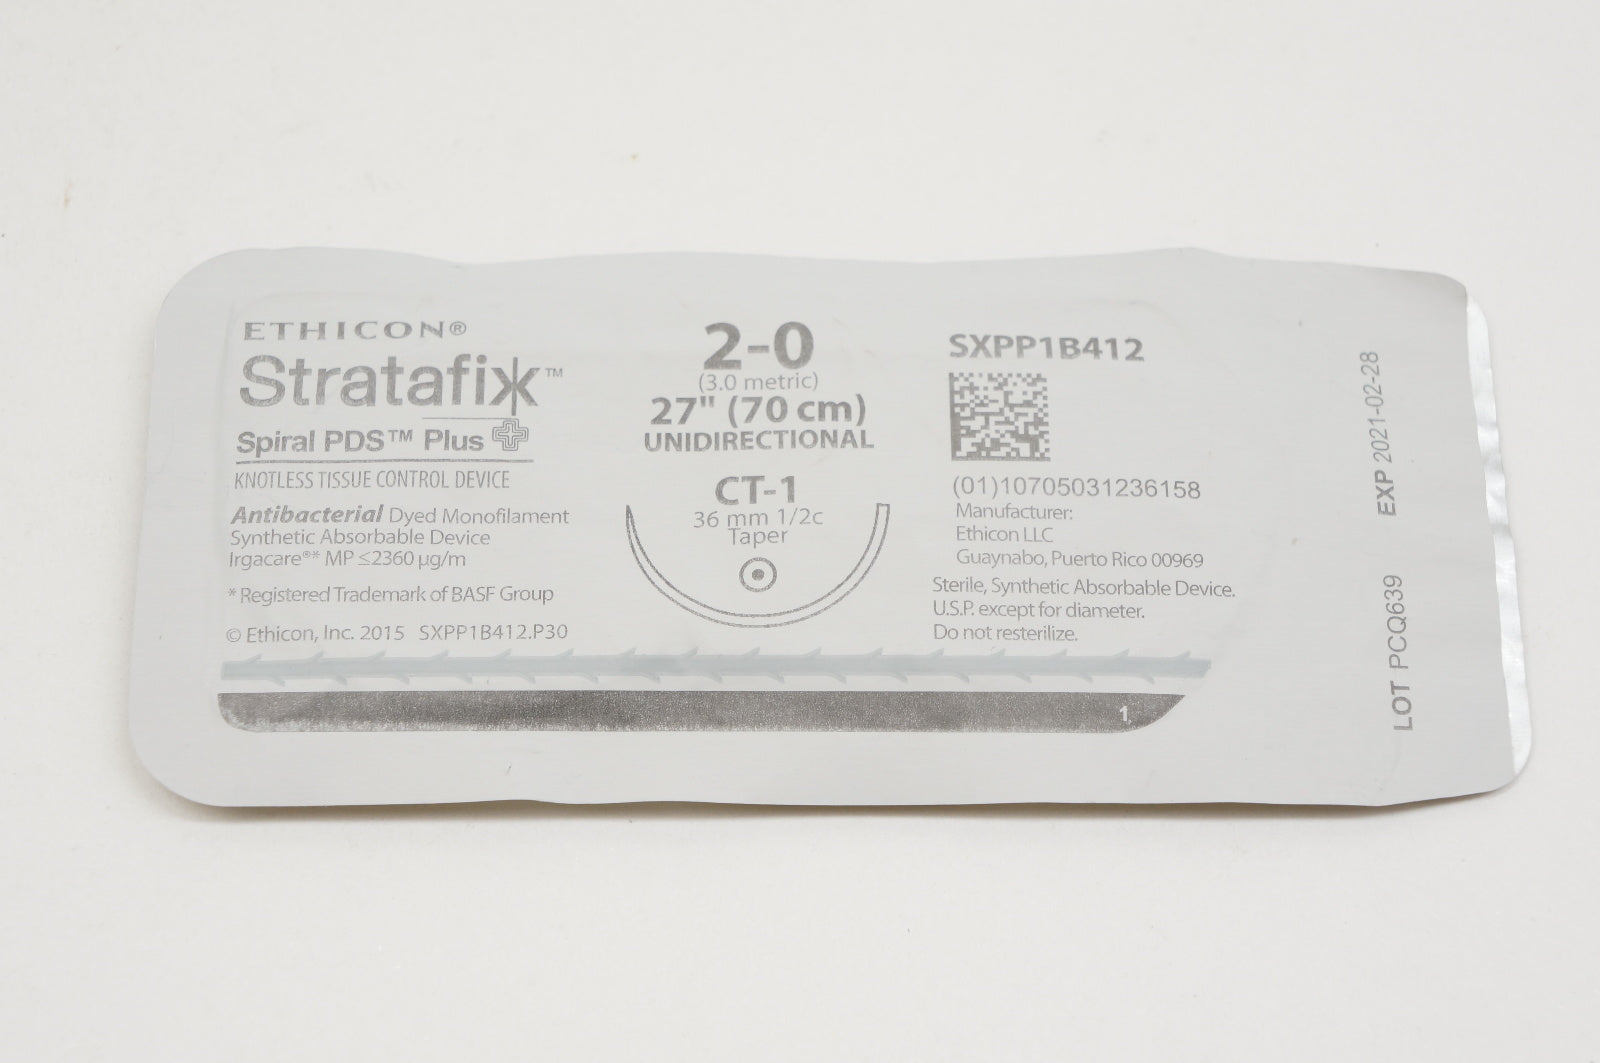 ETHICON®
Stratafix™
Spiral PDS™ Plus
KNOTLESS TISSUE CONTROL DEVICE
Antibacterial Dyed Monofilament
Synthetic Absorbable Device
Irgacare®* MP ≤2360 µg/m
* Registered Trademark of BASF Group
© Ethicon, Inc. 2015 SXPP1B412.P30
2-0
(3.0 metric)
27" (70 cm)
UNIDIRECTIONAL
CT-1
36 mm 1/2c
Taper
SXPP1B412
(01)10705031236158
Manufacturer:
Ethicon LLC
Guaynabo, Puerto Rico 00969
Sterile, Synthetic Absorbable Device.
U.S.P. except for diameter.
Do not resterilize.
1
LOT PCQ639 EXP 2021-02-28